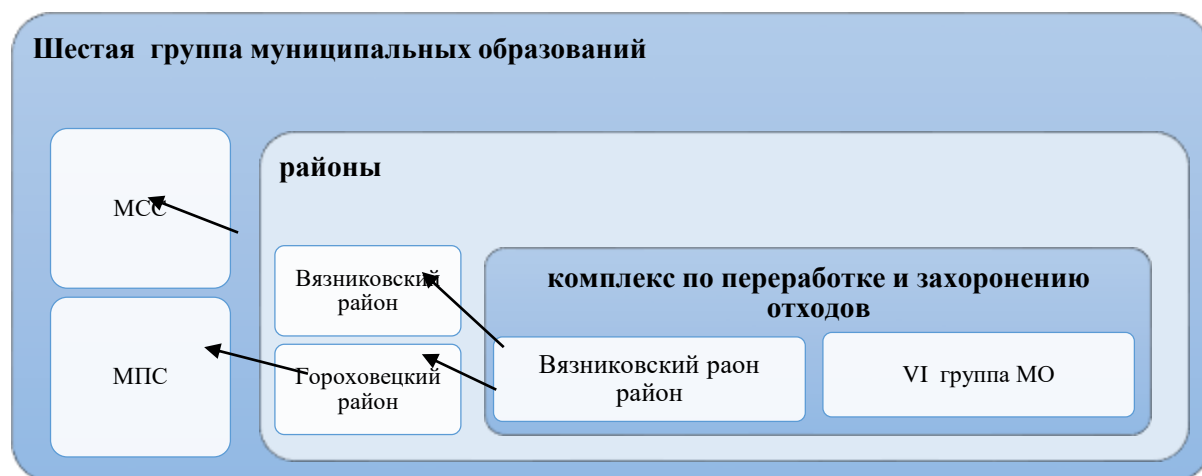 Шестая группа муниципальных образований
районы
МСС
МПС
Вязниковский
район
Гороховецкий
район
комплекс по переработке и захоронению
отходов
Вязниковский раон
район
VI группа МО